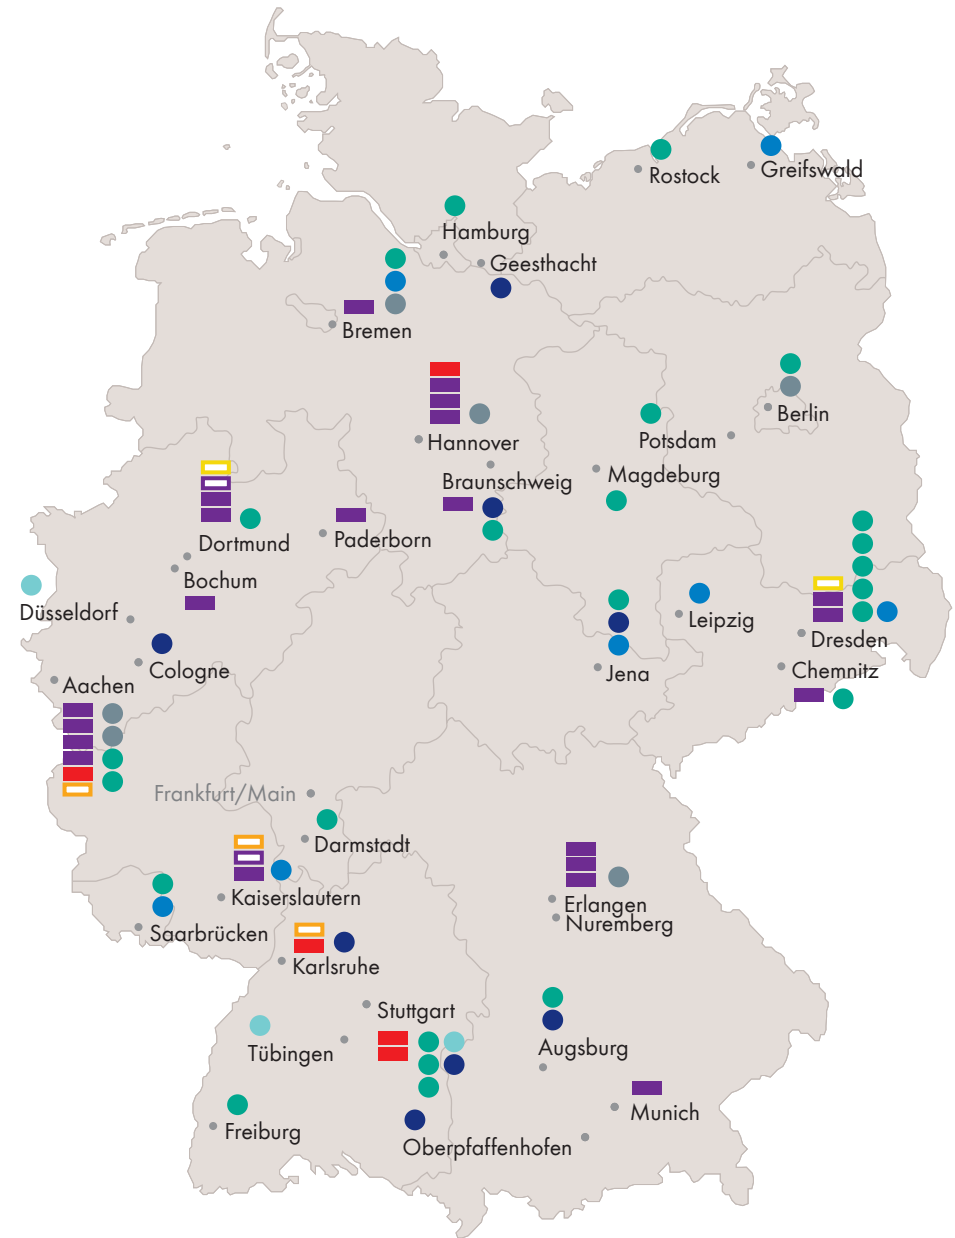 Rostock
Greifswald
Hamburg
Geesthacht
Bremen
Berlin
Hannover
Potsdam
Braunschweig
Magdeburg
Dortmund
Paderborn
Bochum
Düsseldorf
Leipzig
Dresden
Cologne
Jena
Chemnitz
Aachen
Frankfurt/Main
Darmstadt
Kaiserslautern
Erlangen
Nuremberg
Saarbrücken
Karlsruhe
Stuttgart
Tübingen
Augsburg
Munich
Freiburg
Oberpfaffenhofen